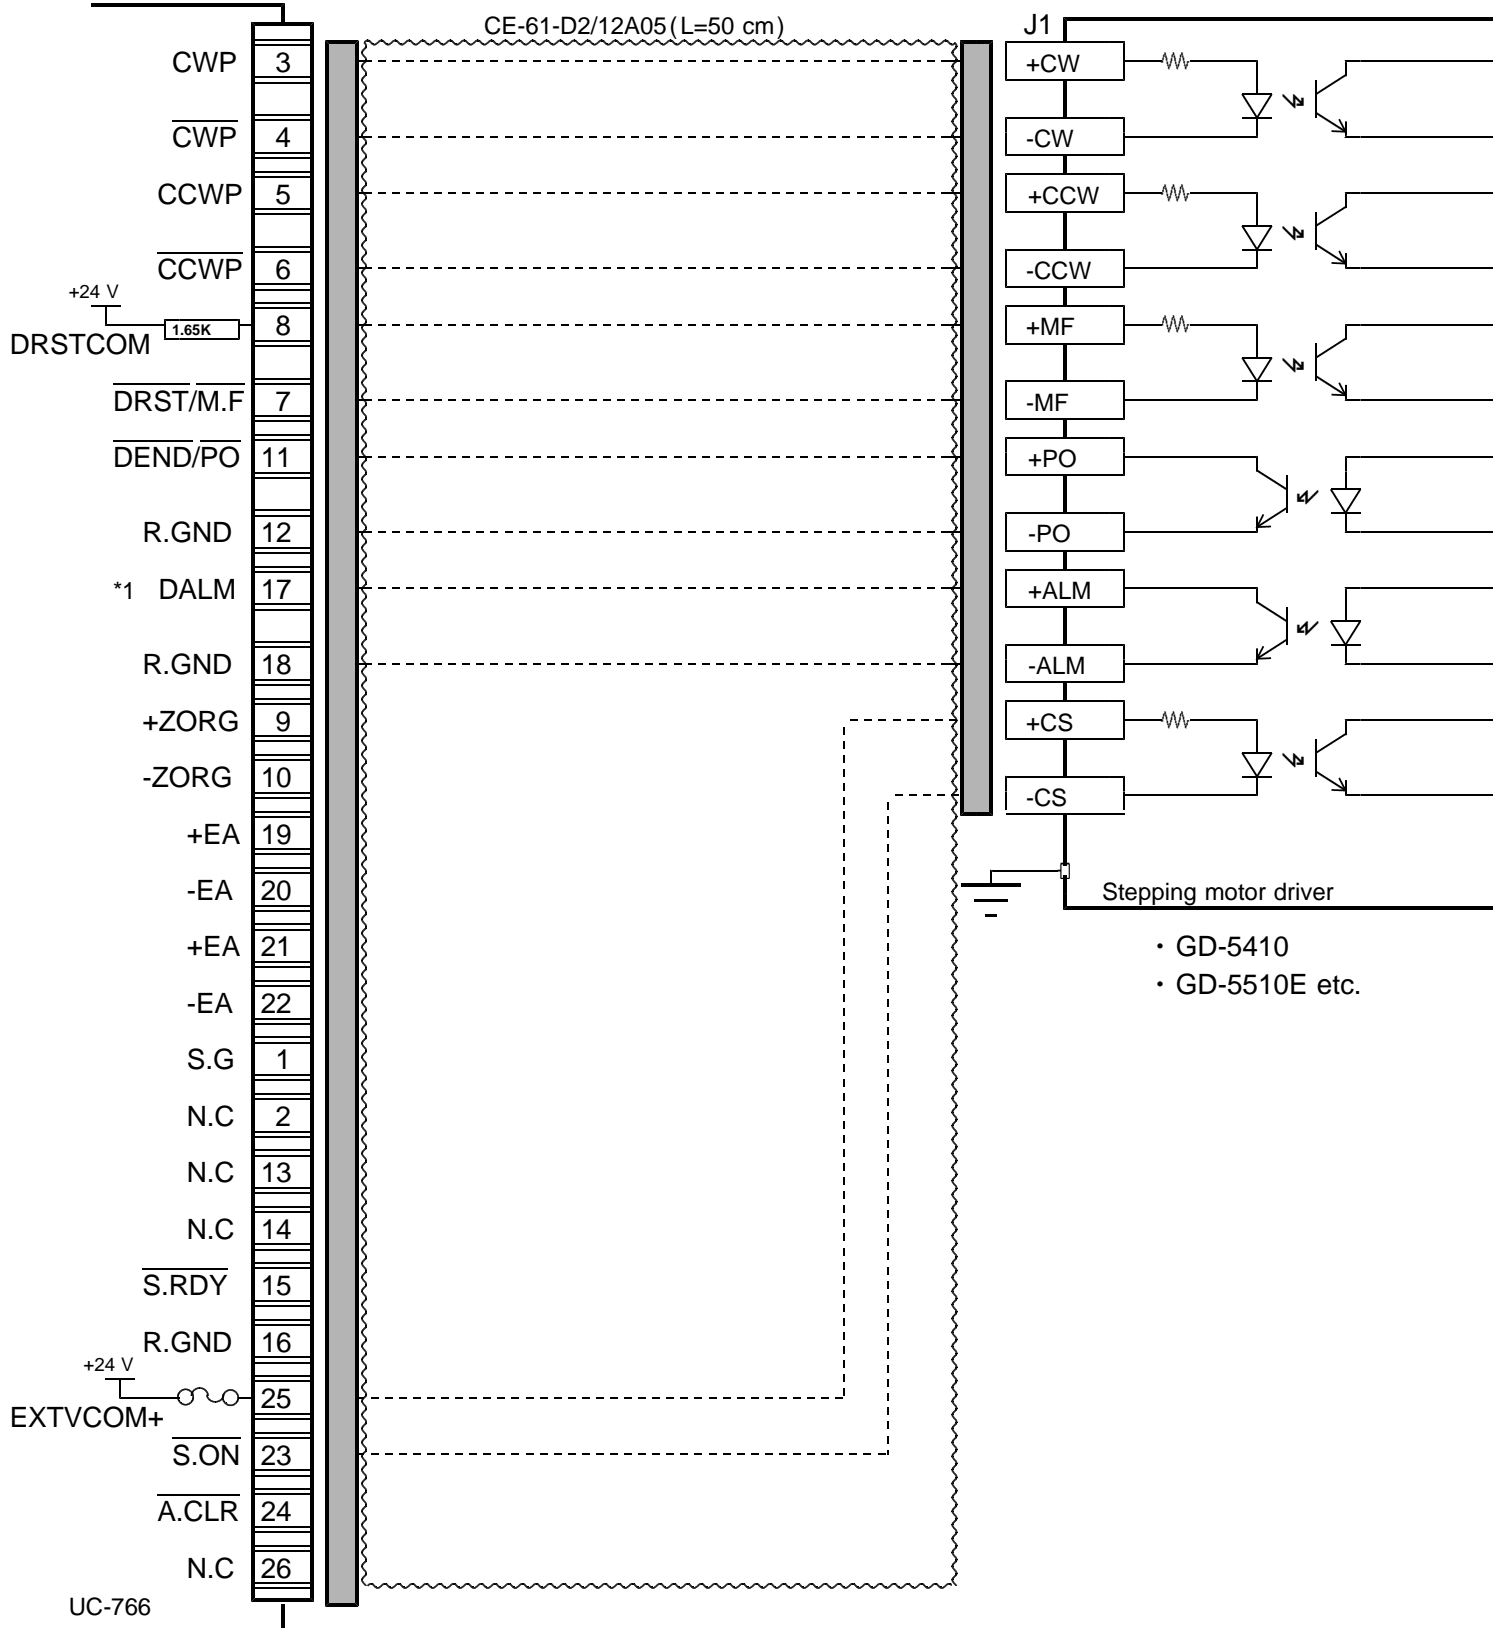 CE-61-D2/12A05(L=50 cm)
J1
CWP 3 +CW
CWP 4 -CW
CCWP 5 +CCW
CCWP 6 -CCW
+24 V
DRSTCOM 1.65K 8 +MF
DRST/M.F 7 -MF
DEND/PO 11 +PO
R.GND 12 -PO
*1 DALM 17 +ALM
R.GND 18 -ALM
+ZORG 9 +CS
-ZORG 10 -CS
+EA 19
-EA 20
Stepping motor driver
+EA 21
・GD-5410
-EA 22
・GD-5510E etc.
S.G 1
N.C 2
N.C 13
N.C 14
S.RDY 15
R.GND 16
+24 V
EXTVCOM+ 25
S.ON 23
A.CLR 24
N.C 26
UC-766